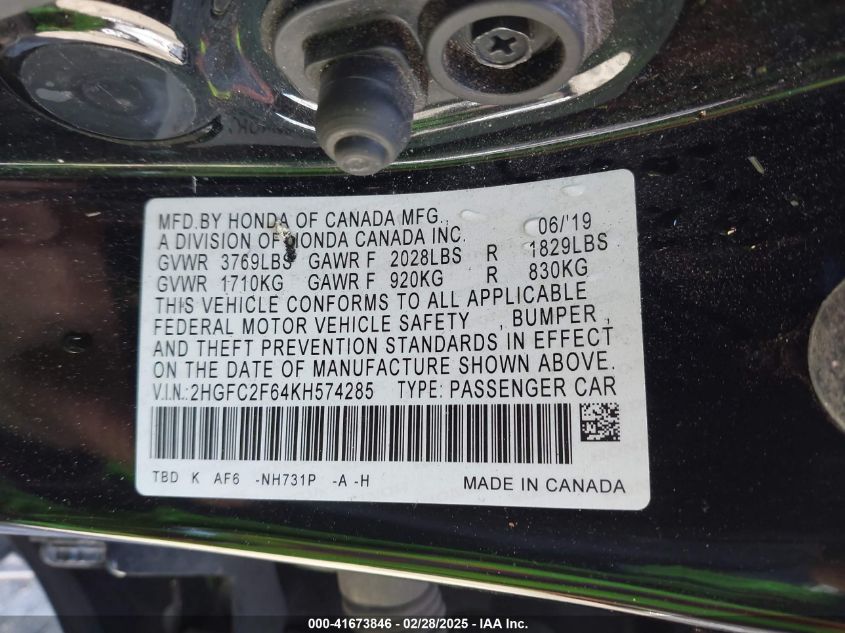 MFD.BY HONDA OF CANADA MFG., 06/'19
A DIVISION OF HONDA CANADA INC.
GVWR 3769LBS GAWR F 2028LBS R 1829LBS
GVWR 1710KG GAWR F 920KG R 830KG
THIS VEHICLE CONFORMS TO ALL APPLICABLE
FEDERAL MOTOR VEHICLE SAFETY , BUMPER ,
AND THEFT PREVENTION STANDARDS IN EFFECT
ON THE DATE OF MANUFACTURE SHOWN ABOVE.
V.I.N.:2HGFC2F64KH574285 TYPE: PASSENGER CAR
TBD K AF6 -NH731P -A -H MADE IN CANADA
000-41673846 - 02/28/2025 - IAA Inc.